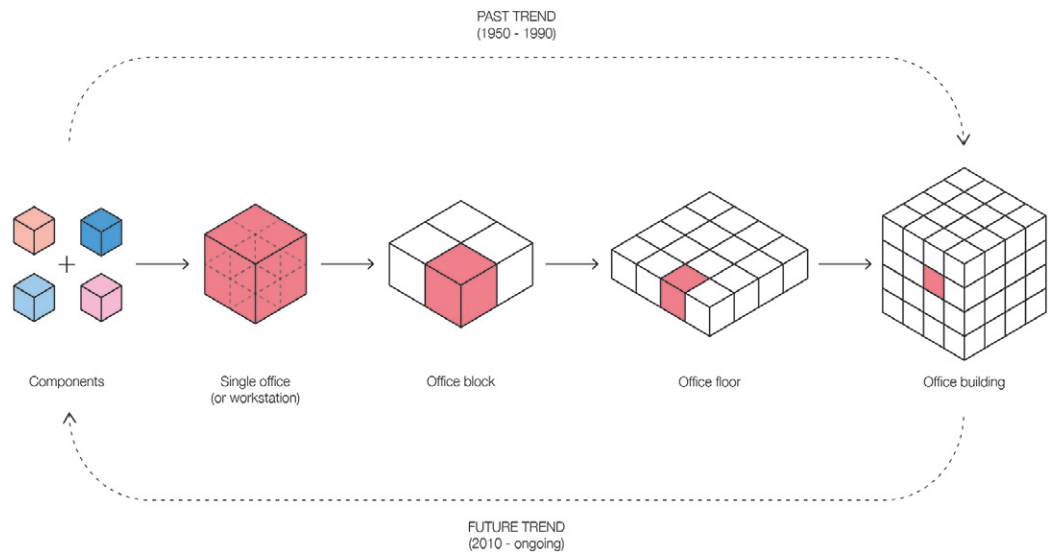 PAST TREND
(1950 - 1990)
Components
Single office
(or workstation)
Office block
Office floor
Office building
FUTURE TREND
(2010 - ongoing)